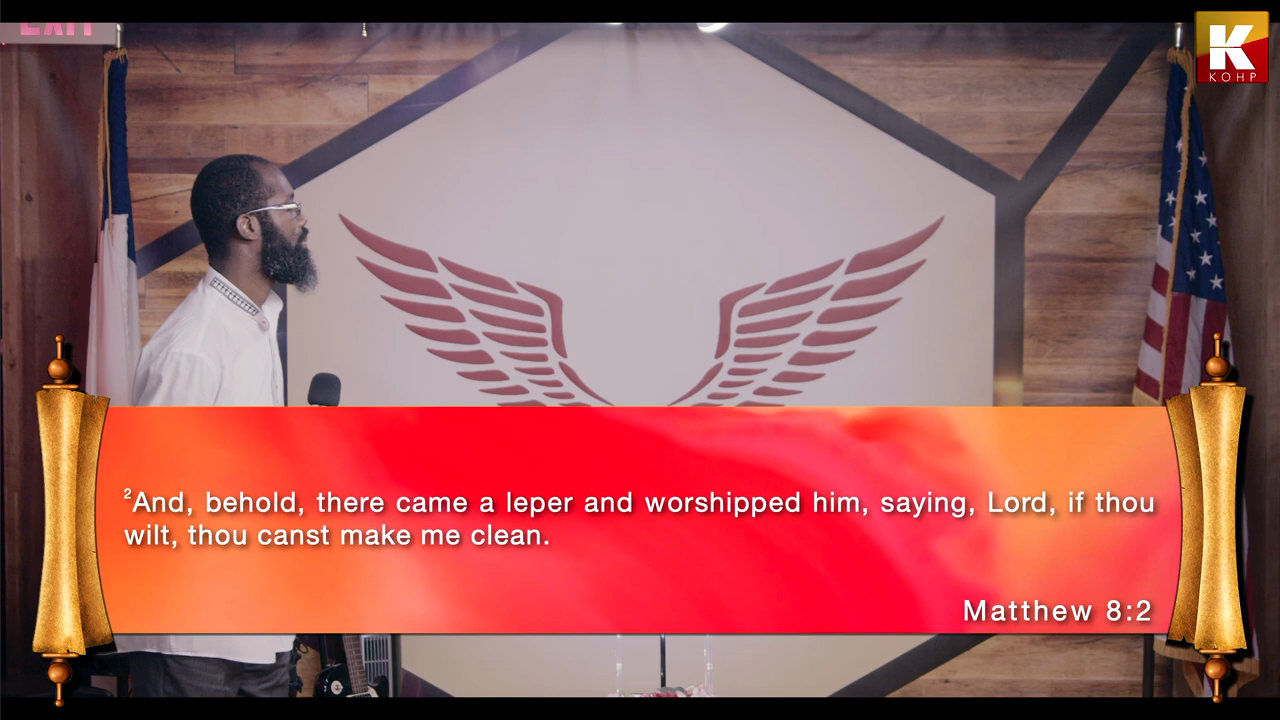 EXIT
K
KOHP
²And, behold, there came a leper and worshipped him, saying, Lord, if thou
wilt, thou canst make me clean.
Matthew 8:2